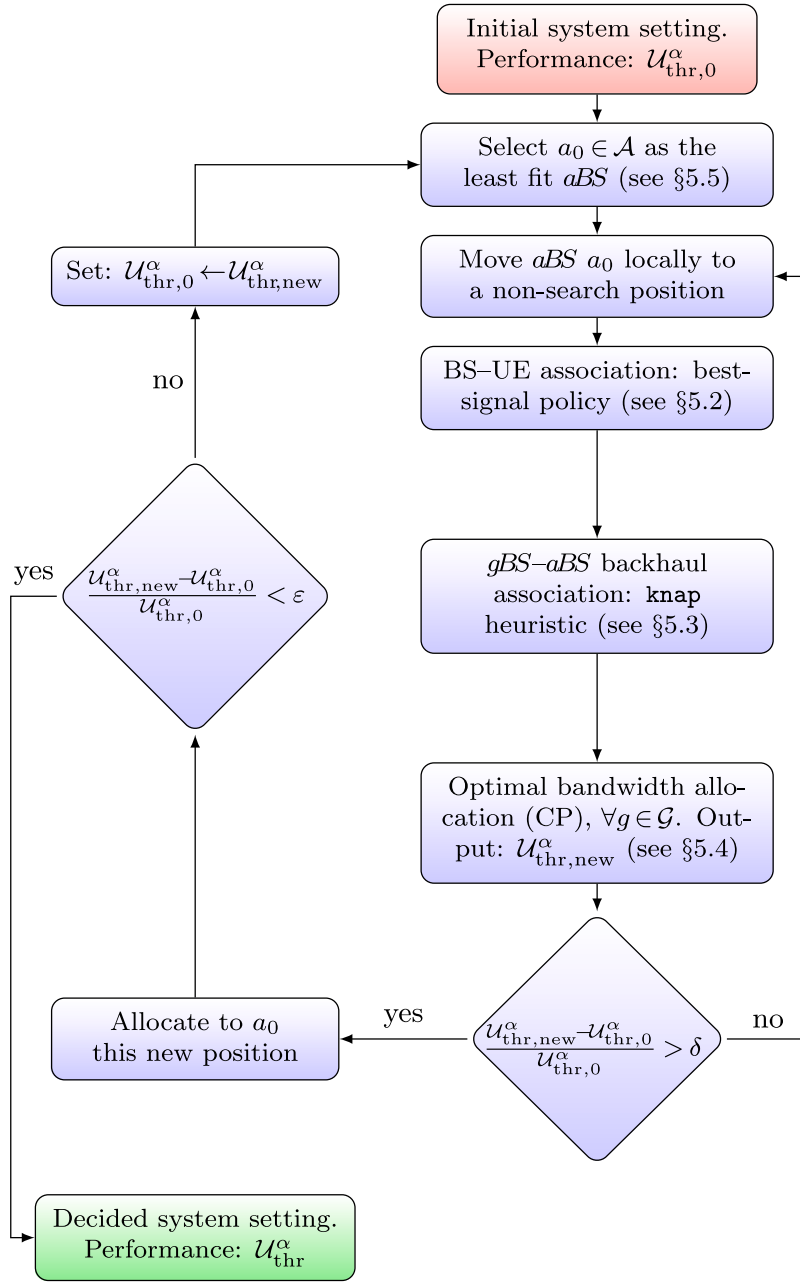 Initial system setting.
Performance: 𝒰^α_thr,0
Select a₀ ∈ 𝒜 as the
least fit aBS (see §5.5)
Move aBS a₀ locally to
a non-search position
BS–UE association: best-
signal policy (see §5.2)
gBS–aBS backhaul
association: knap
heuristic (see §5.3)
Optimal bandwidth allo-
cation (CP), ∀g ∈ 𝒢. Out-
put: 𝒰^α_thr,new (see §5.4)
𝒰^α_thr,new–𝒰^α_thr,0
𝒰^α_thr,0
> δ
no
yes
Allocate to a₀
this new position
𝒰^α_thr,new–𝒰^α_thr,0
𝒰^α_thr,0
< ε
no
Set: 𝒰^α_thr,0 ← 𝒰^α_thr,new
yes
Decided system setting.
Performance: 𝒰^α_thr